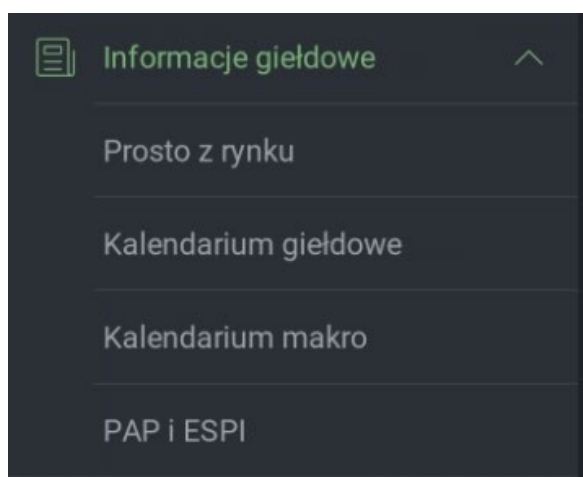 Informacje giełdowe
Prosto z rynku
Kalendarium giełdowe
Kalendarium makro
PAP i ESPI